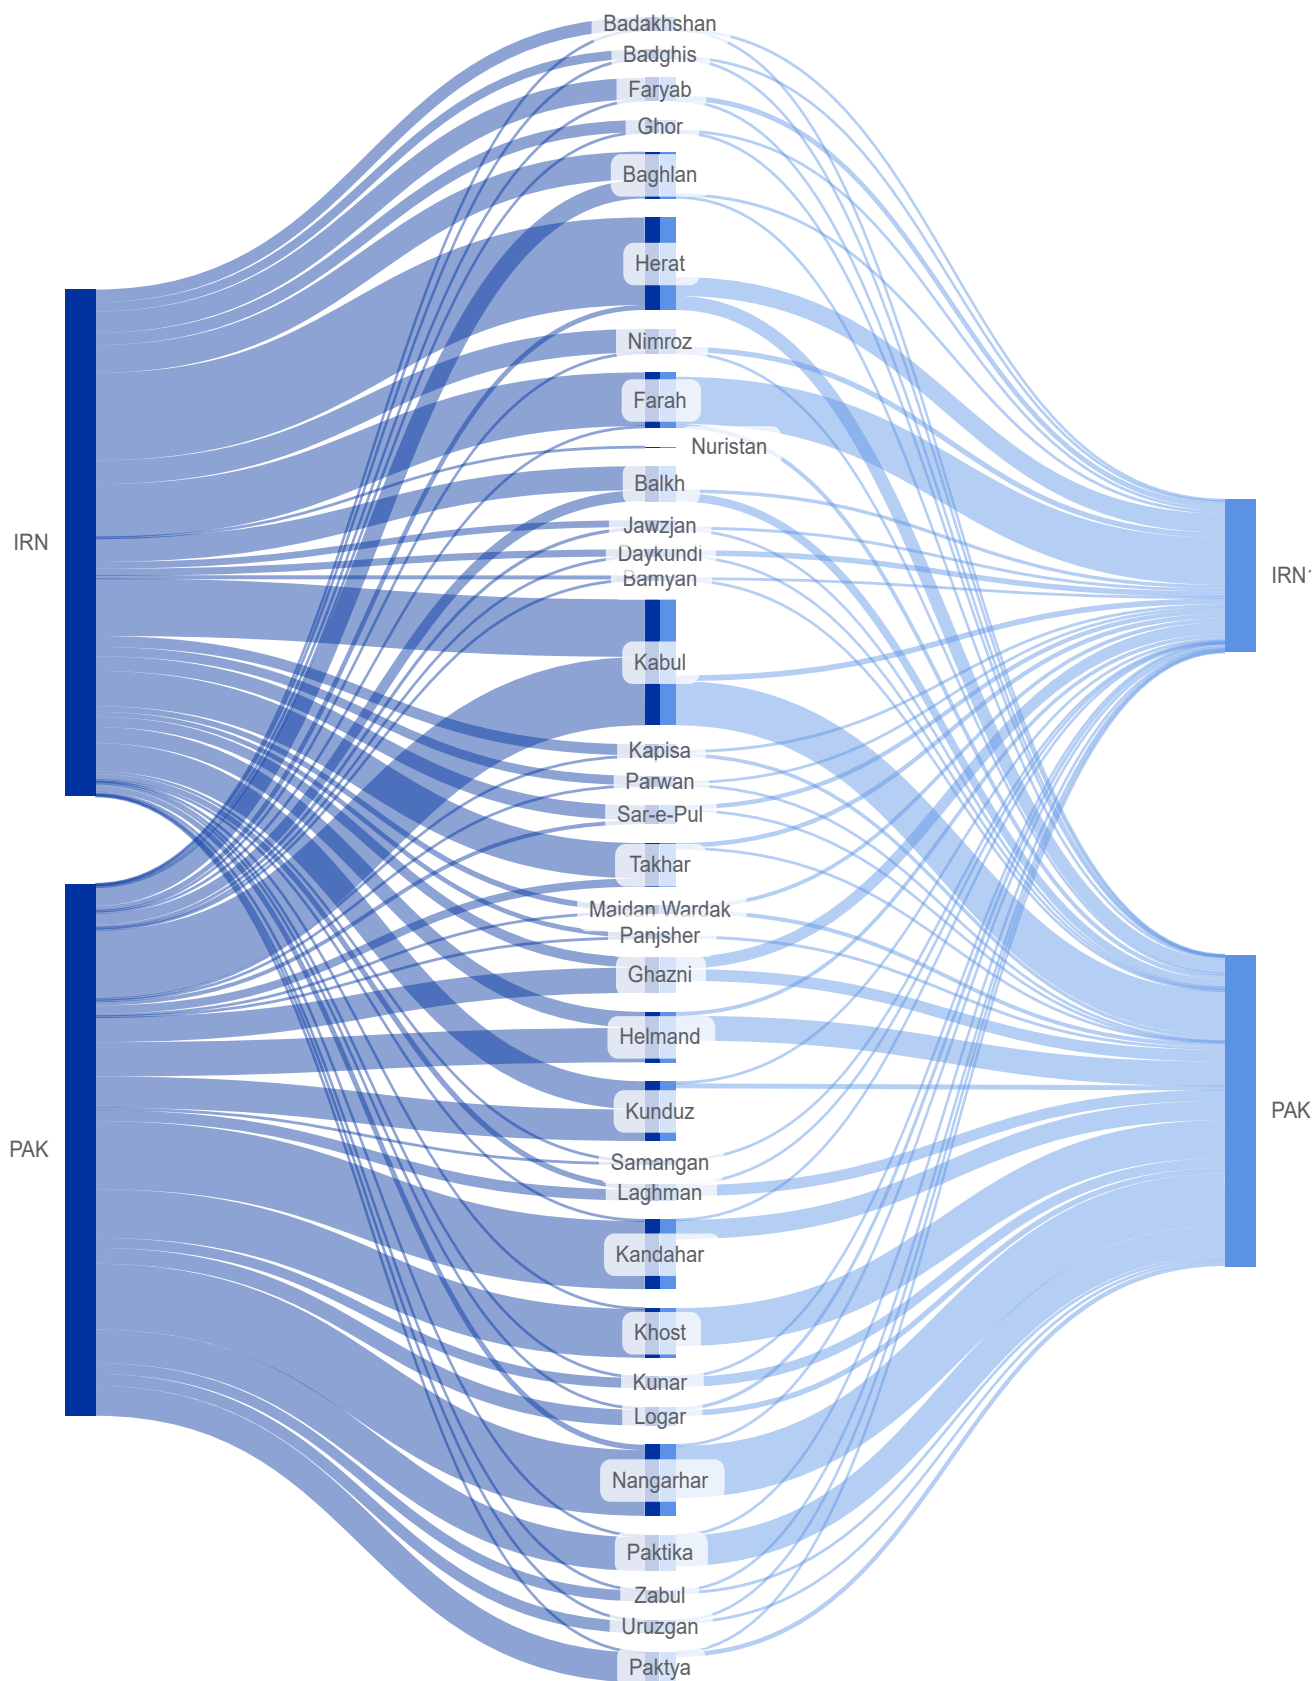 Badakhshan
Badghis
Faryab
Ghor
Baghlan
Herat
Nimroz
Farah
Nuristan
Balkh
Jawzjan
IRN
Daykundi
IRN1
Bamyan
Kabul
Kapisa
Parwan
Sar-e-Pul
Takhar
Maidan Wardak
Panjsher
Ghazni
Helmand
Kunduz
PAK
PAK
Samangan
Laghman
Kandahar
Khost
Kunar
Logar
Nangarhar
Paktika
Zabul
Uruzgan
Paktya